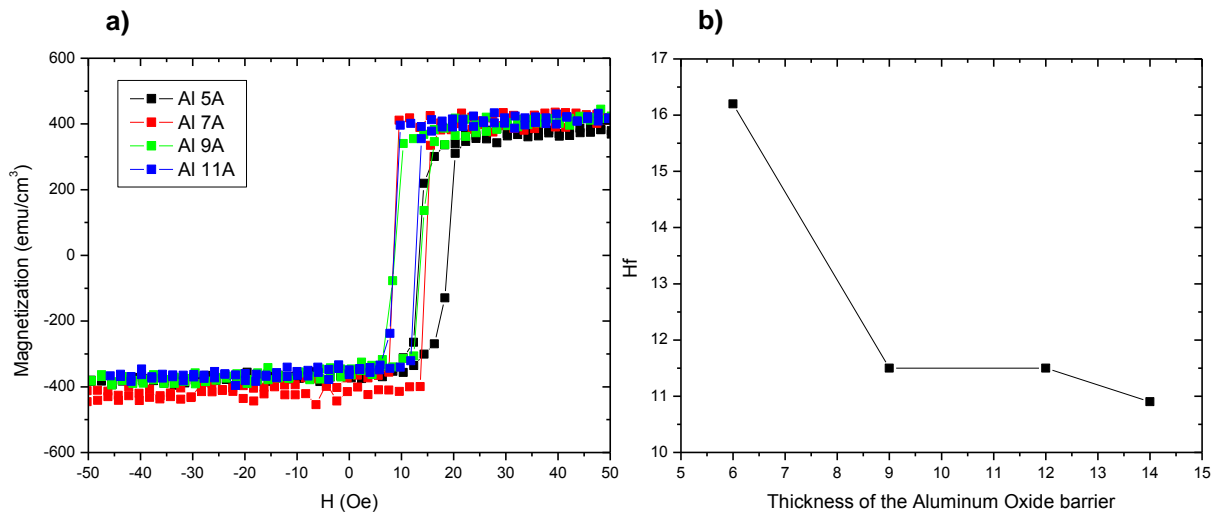 a)
600
400
200
0
-200
-400
-600
Magnetization (emu/cm³)
Al 5A
Al 7A
Al 9A
Al 11A
-50 -40 -30 -20 -10 0 10 20 30 40 50
H (Oe)
b)
17
16
15
14
13
12
11
10
Hf
5 6 7 8 9 10 11 12 13 14 15
Thickness of the Aluminum Oxide barrier